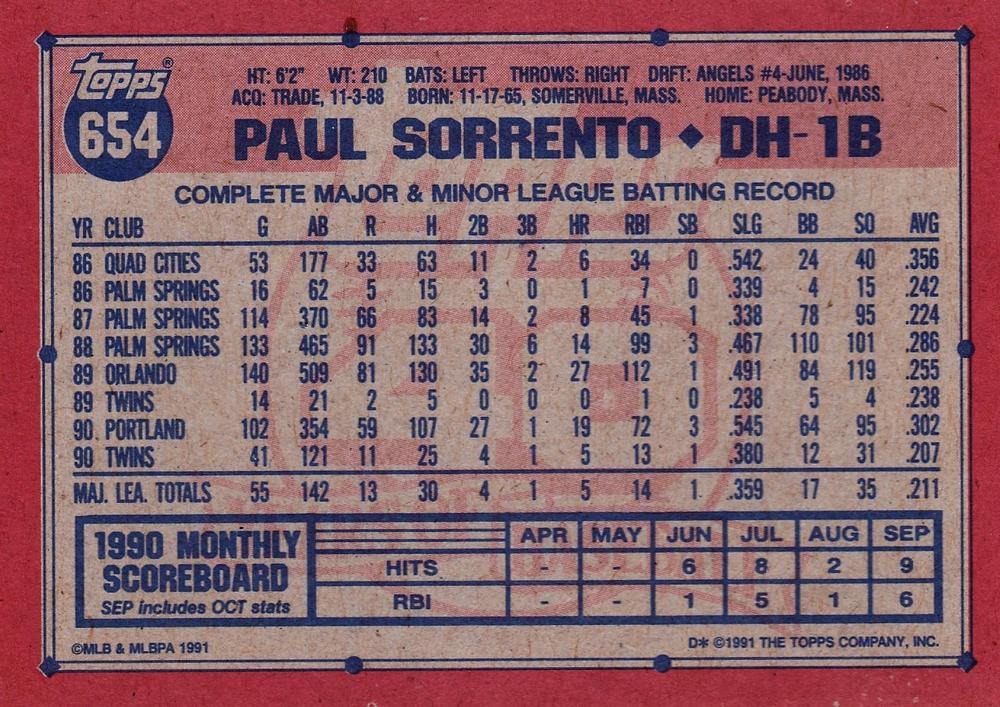 topps®
654
HT: 6'2" WT: 210 BATS: LEFT THROWS: RIGHT DRFT: ANGELS #4-JUNE, 1986
ACQ: TRADE, 11-3-88 BORN: 11-17-65, SOMERVILLE, MASS. HOME: PEABODY, MASS.
PAUL SORRENTO ◆ DH-1B
COMPLETE MAJOR & MINOR LEAGUE BATTING RECORD
YR CLUB G AB R H 2B 3B HR RBI SB SLG BB SO AVG
86 QUAD CITIES 53 177 33 63 11 2 6 34 0 .542 24 40 .356
86 PALM SPRINGS 16 62 5 15 3 0 1 7 0 .339 4 15 .242
87 PALM SPRINGS 114 370 66 83 14 2 8 45 1 .338 78 95 .224
88 PALM SPRINGS 133 465 91 133 30 6 14 99 3 .467 110 101 .286
89 ORLANDO 140 509 81 130 35 2 27 112 1 .491 84 119 .255
89 TWINS 14 21 2 5 0 0 0 1 0 .238 5 4 .238
90 PORTLAND 102 354 59 107 27 1 19 72 3 .545 64 95 .302
90 TWINS 41 121 11 25 4 1 5 13 1 .380 12 31 .207
MAJ. LEA. TOTALS 55 142 13 30 4 1 5 14 1 .359 17 35 .211
1990 MONTHLY
SCOREBOARD
SEP includes OCT stats
APR MAY JUN JUL AUG SEP
HITS - - 6 8 2 9
RBI - - 1 5 1 6
©MLB & MLBPA 1991
D* ©1991 THE TOPPS COMPANY, INC.